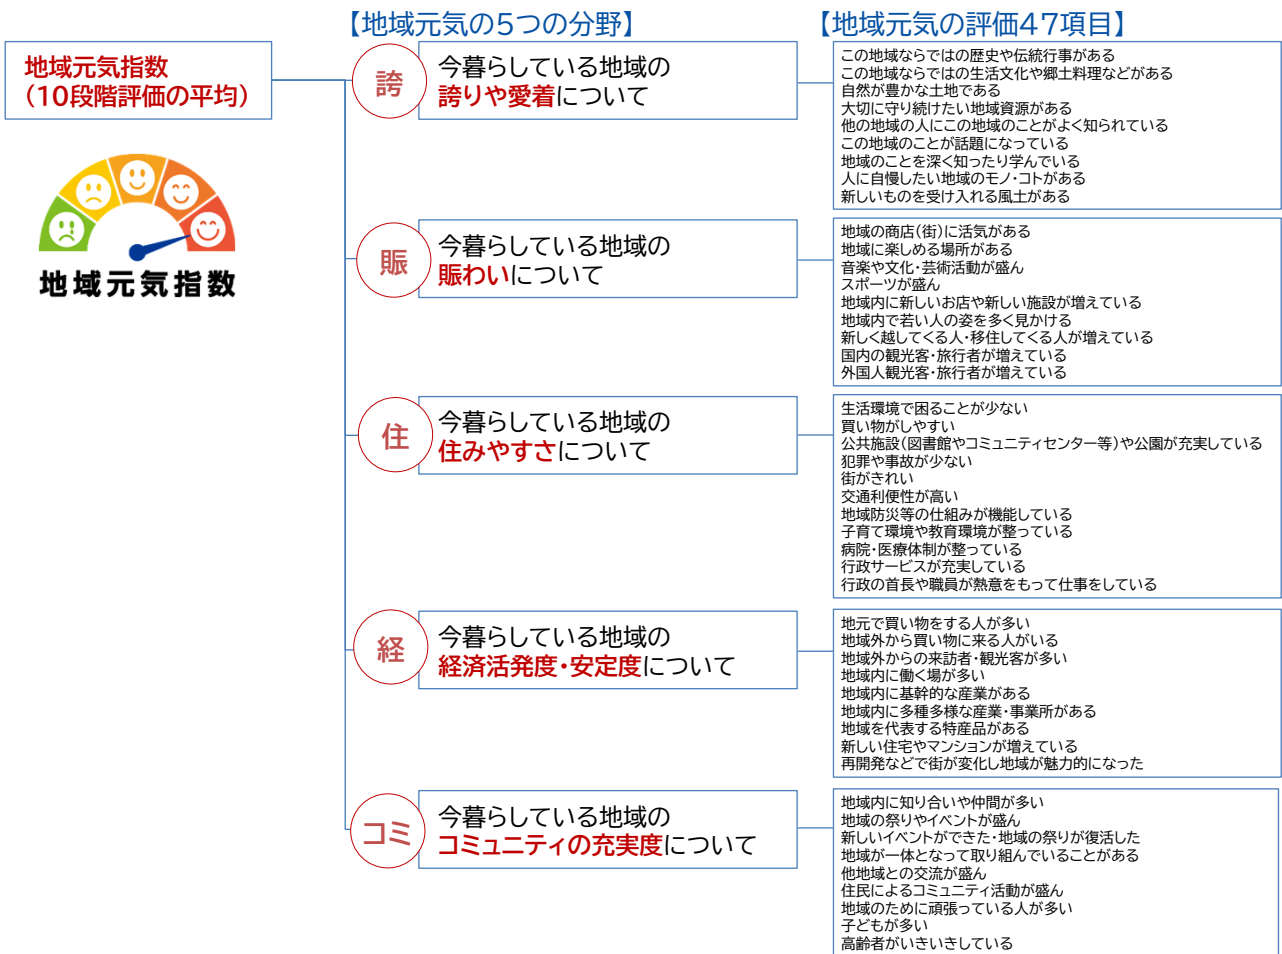 【地域元気の5つの分野】
【地域元気の評価47項目】
地域元気指数
（10段階評価の平均）
地域元気指数
誇
今暮らしている地域の
誇りや愛着について
この地域ならではの歴史や伝統行事がある
この地域ならではの生活文化や郷土料理などがある
自然が豊かな土地である
大切に守り続けたい地域資源がある
他の地域の人にこの地域のことがよく知られている
この地域のことが話題になっている
地域のことを深く知ったり学んでいる
人に自慢したい地域のモノ・コトがある
新しいものを受け入れる風土がある
賑
今暮らしている地域の
賑わいについて
地域の商店（街）に活気がある
地域に楽しめる場所がある
音楽や文化・芸術活動が盛ん
スポーツが盛ん
地域内に新しいお店や新しい施設が増えている
地域内で若い人の姿を多く見かける
新しく越してくる人・移住してくる人が増えている
国内の観光客・旅行者が増えている
外国人観光客・旅行者が増えている
住
今暮らしている地域の
住みやすさについて
生活環境で困ることが少ない
買い物がしやすい
公共施設（図書館やコミュニティセンター等）や公園が充実している
犯罪や事故が少ない
街がきれい
交通利便性が高い
地域防災等の仕組みが機能している
子育て環境や教育環境が整っている
病院・医療体制が整っている
行政サービスが充実している
行政の首長や職員が熱意をもって仕事をしている
経
今暮らしている地域の
経済活発度・安定度について
地元で買い物をする人が多い
地域外から買い物に来る人がいる
地域外からの来訪者・観光客が多い
地域内に働く場が多い
地域内に基幹的な産業がある
地域内に多種多様な産業・事業所がある
地域を代表する特産品がある
新しい住宅やマンションが増えている
再開発などで街が変化し地域が魅力的になった
コミ
今暮らしている地域の
コミュニティの充実度について
地域内に知り合いや仲間が多い
地域の祭りやイベントが盛ん
新しいイベントができた・地域の祭りが復活した
地域が一体となって取り組んでいることがある
他地域との交流が盛ん
住民によるコミュニティ活動が盛ん
地域のために頑張っている人が多い
子どもが多い
高齢者がいきいきしている